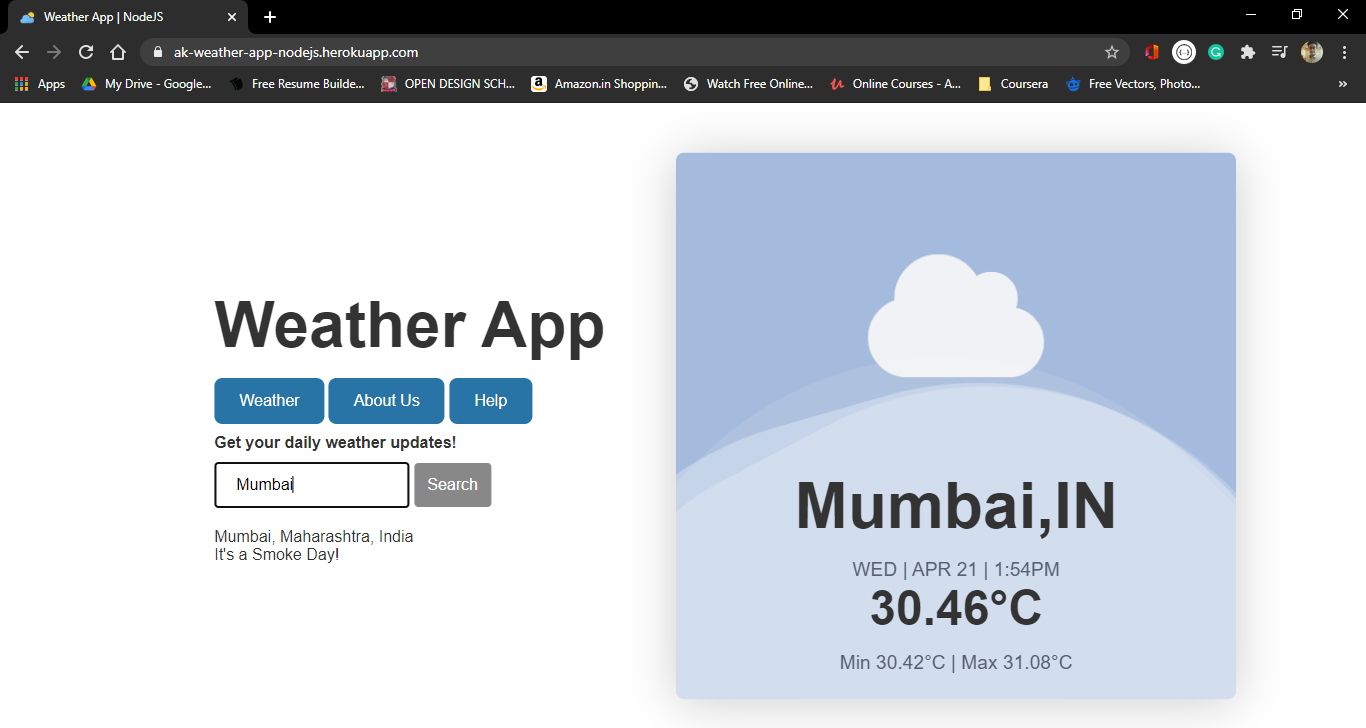 Weather App | NodeJS
ak-weather-app-nodejs.herokuapp.com
Apps My Drive - Google... Free Resume Builde... OPEN DESIGN SCH... Amazon.in Shoppin... Watch Free Online... Online Courses - A... Coursera Free Vectors, Photo... »
Weather App
Weather About Us Help
Get your daily weather updates!
Mumbai Search
Mumbai, Maharashtra, India
It's a Smoke Day!
Mumbai,IN
WED | APR 21 | 1:54PM
30.46°C
Min 30.42°C | Max 31.08°C